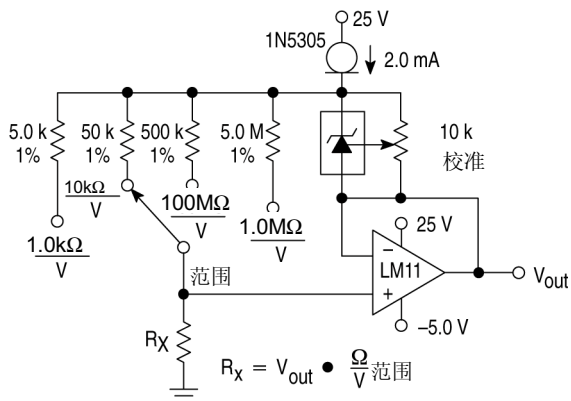 25 V
1N5305
2.0 mA
5.0 k
1%
50 k
1%
500 k
1%
5.0 M
1%
10 k
校准
10kΩ
V
100MΩ
V
1.0kΩ
V
1.0MΩ
V
范围
25 V
−
LM11
+
Vout
–5.0 V
RX
RX = Vout • Ω/V 范围